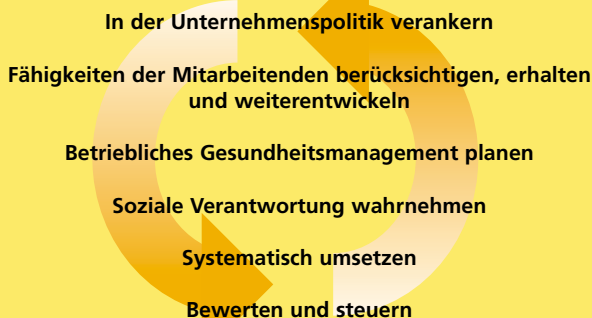 In der Unternehmenspolitik verankern
Fähigkeiten der Mitarbeitenden berücksichtigen, erhalten
und weiterentwickeln
Betriebliches Gesundheitsmanagement planen
Soziale Verantwortung wahrnehmen
Systematisch umsetzen
Bewerten und steuern